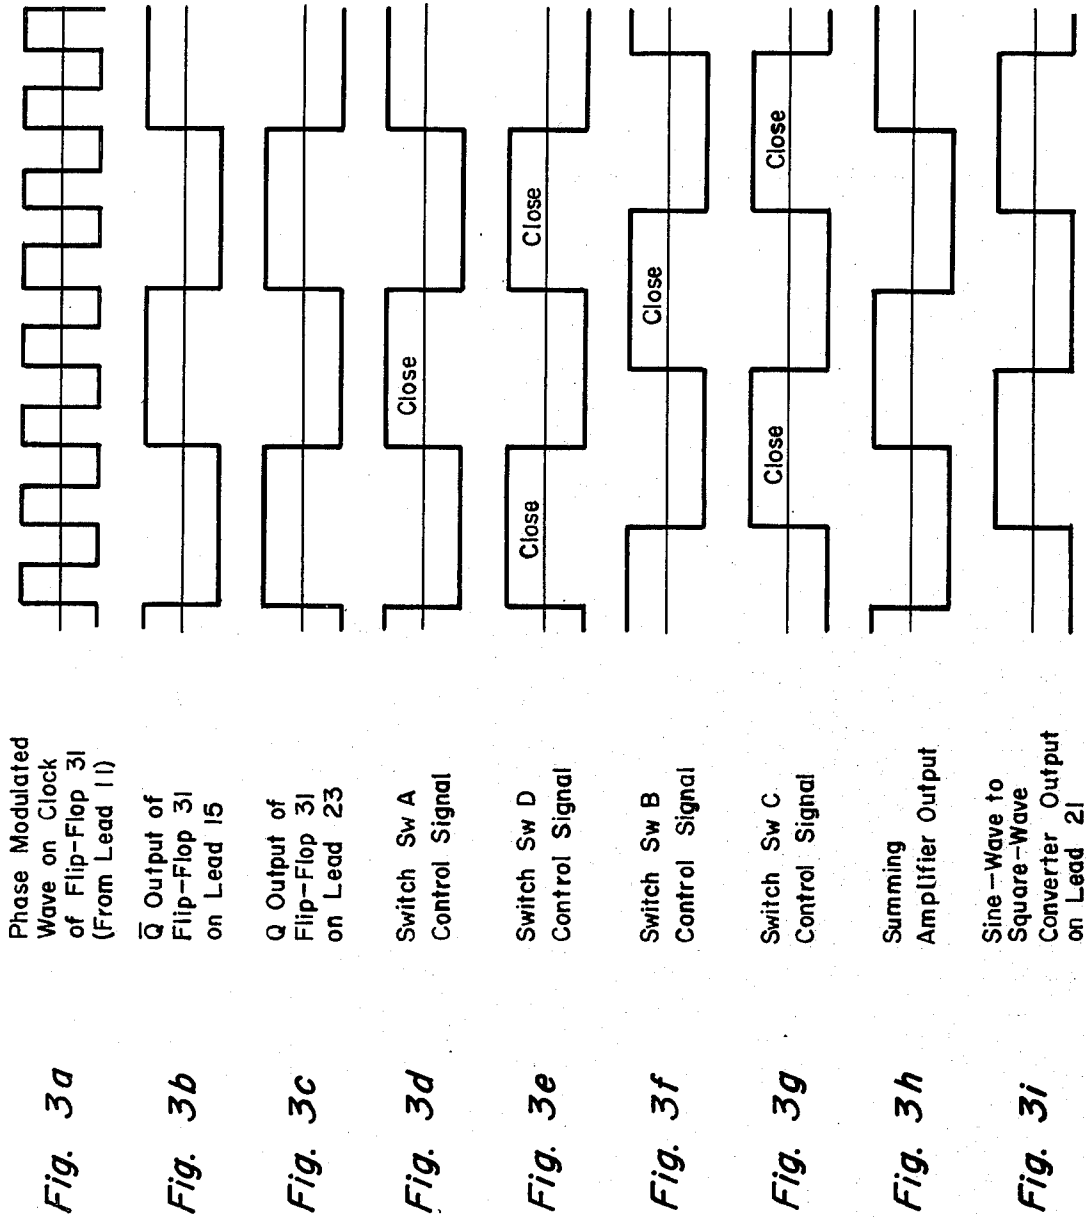 Fig. 3a
Phase Modulated
Wave on Clock
of Flip-Flop 31
(From Lead 11)
Fig. 3b
Q̅ Output of
Flip-Flop 31
on Lead 15
Fig. 3c
Q Output of
Flip-Flop 31
on Lead 23
Fig. 3d
Switch Sw A
Control Signal
Close
Fig. 3e
Switch Sw D
Control Signal
Close
Close
Fig. 3f
Switch Sw B
Control Signal
Close
Fig. 3g
Switch Sw C
Control Signal
Close
Close
Fig. 3h
Summing
Amplifier Output
Fig. 3i
Sine-Wave to
Square-Wave
Converter Output
on Lead 21